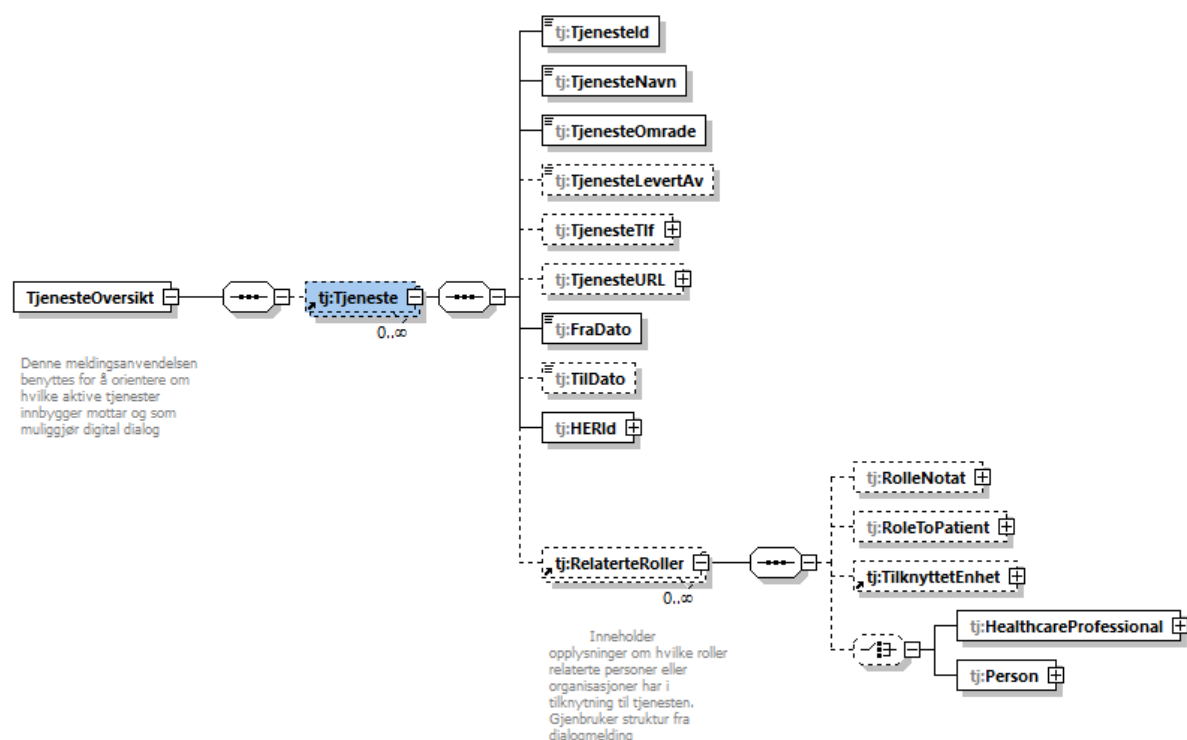 tj:TjenesteId
tj:TjenesteNavn
tj:TjenesteOmrade
tj:TjenesteLevertAv
tj:TjenesteTlf
tj:TjenesteURL
TjenesteOversikt
tj:Tjeneste
0..∞
Denne meldingsanvendelsen
benyttes for å orientere om
hvilke aktive tjenester
innbygger mottar og som
muliggjør digital dialog
tj:FraDato
tj:TilDato
tj:HERId
tj:RelaterteRoller
0..∞
Inneholder
opplysninger om hvilke roller
relaterte personer eller
organisasjoner har i
tilknytning til tjenesten.
Gjenbruker struktur fra
dialogmelding
tj:RolleNotat
tj:RoleToPatient
tj:TilknyttetEnhet
tj:HealthcareProfessional
tj:Person